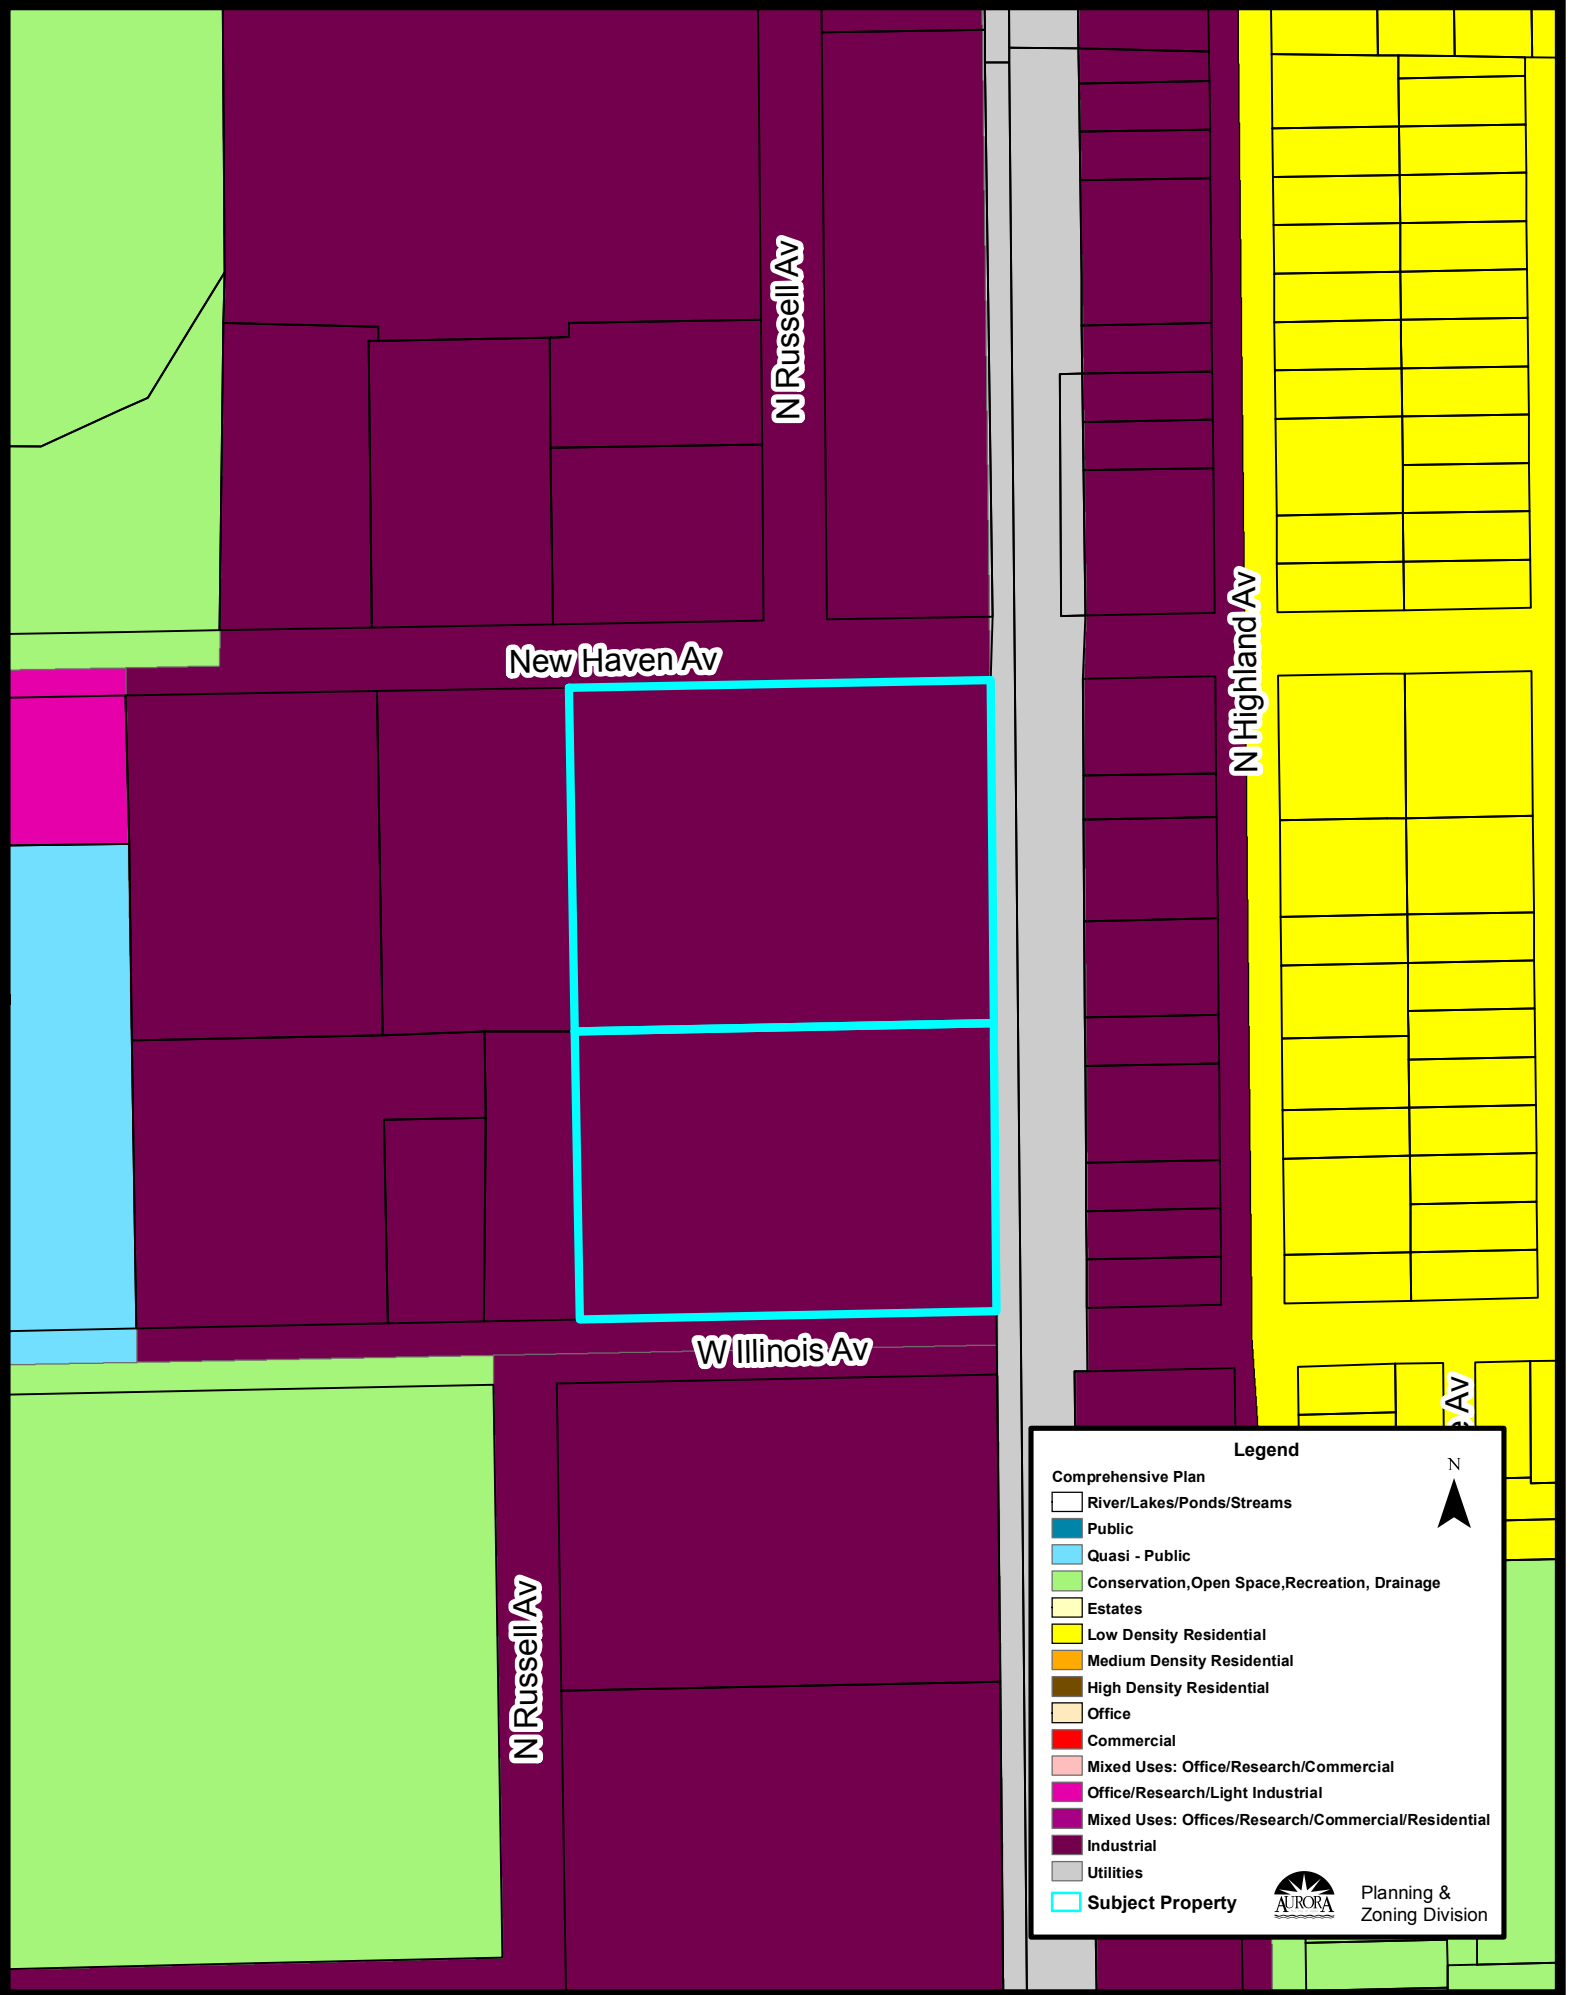 N Russell Av
New Haven Av
N Highland Av
W Illinois Av
e Av
N Russell Av
Legend
N
Comprehensive Plan
River/Lakes/Ponds/Streams
Public
Quasi - Public
Conservation,Open Space,Recreation, Drainage
Estates
Low Density Residential
Medium Density Residential
High Density Residential
Office
Commercial
Mixed Uses: Office/Research/Commercial
Office/Research/Light Industrial
Mixed Uses: Offices/Research/Commercial/Residential
Industrial
Utilities
Subject Property
AURORA
Planning &
Zoning Division